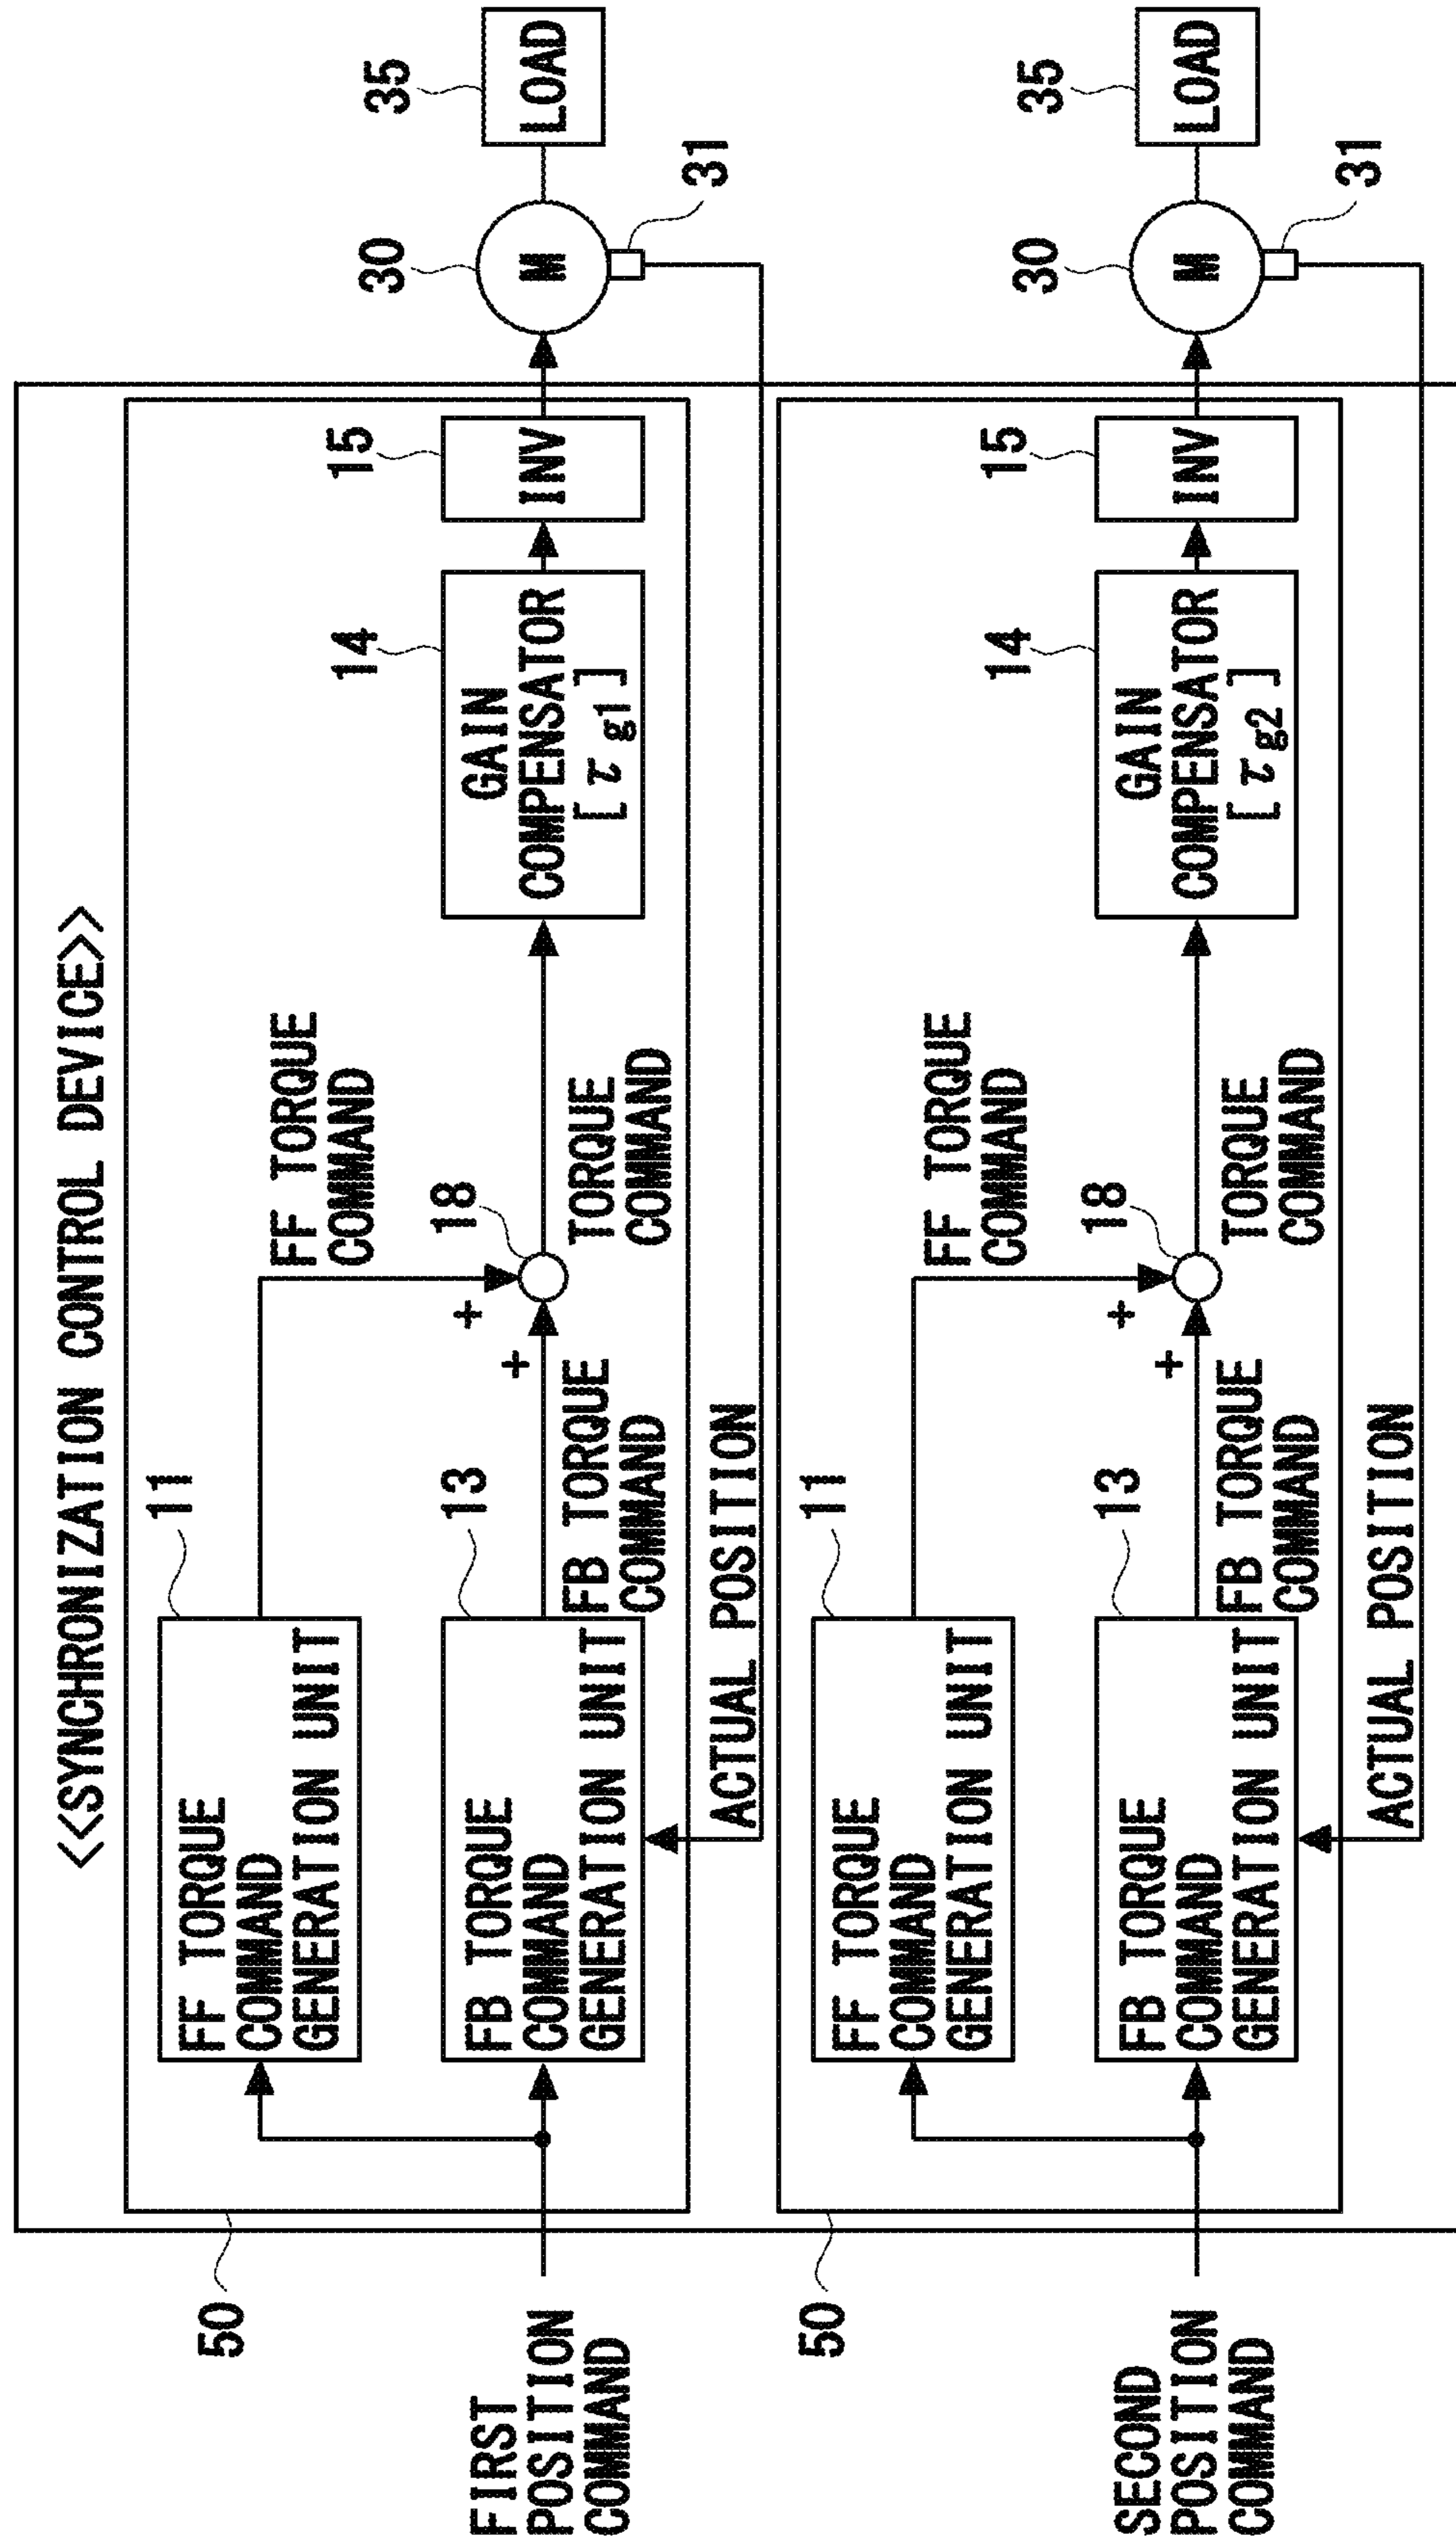 <<SYNCHRONIZATION CONTROL DEVICE>>
50
FIRST
POSITION
COMMAND
11
FF TORQUE
COMMAND
GENERATION UNIT
FF TORQUE
COMMAND
13
FB TORQUE
COMMAND
GENERATION UNIT
FB TORQUE
COMMAND
+
+
18
TORQUE
COMMAND
14
GAIN
COMPENSATOR
[τg1]
15
INV
30
M
35
LOAD
31
ACTUAL POSITION
50
SECOND
POSITION
COMMAND
11
FF TORQUE
COMMAND
GENERATION UNIT
FF TORQUE
COMMAND
13
FB TORQUE
COMMAND
GENERATION UNIT
FB TORQUE
COMMAND
+
+
18
TORQUE
COMMAND
14
GAIN
COMPENSATOR
[τg2]
15
INV
30
M
35
LOAD
31
ACTUAL POSITION